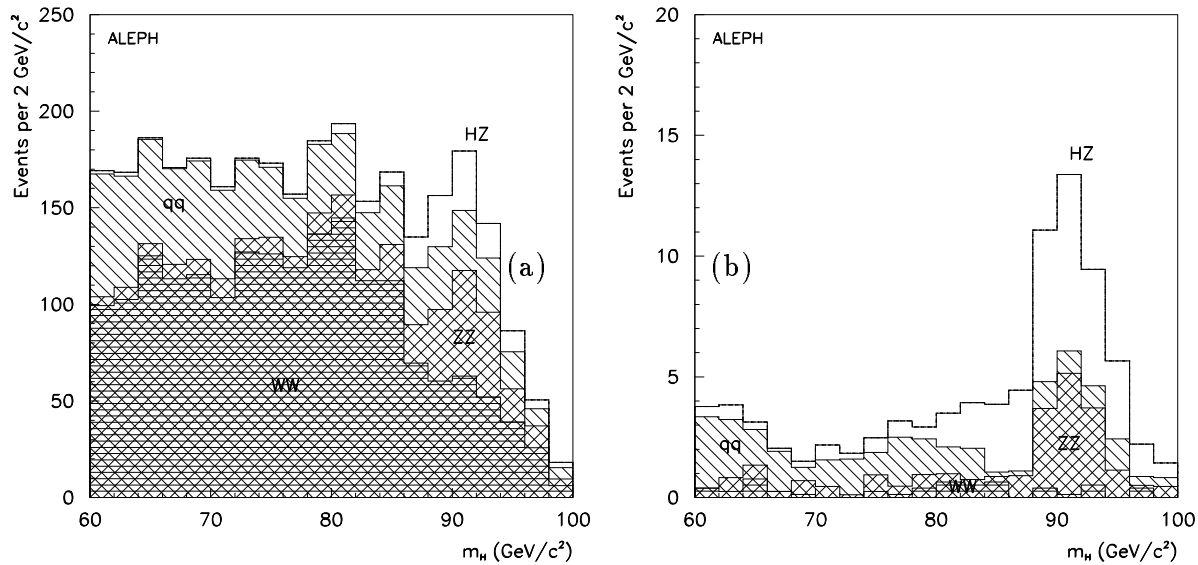 250
200
150
100
50
0
Events per 2 GeV/c²
ALEPH
HZ
qq
(a)
ZZ
WW
60 70 80 90 100
m_H (GeV/c²)
20
15
10
5
0
Events per 2 GeV/c²
ALEPH
HZ
(b)
qq
ZZ
WW
60 70 80 90 100
m_H (GeV/c²)